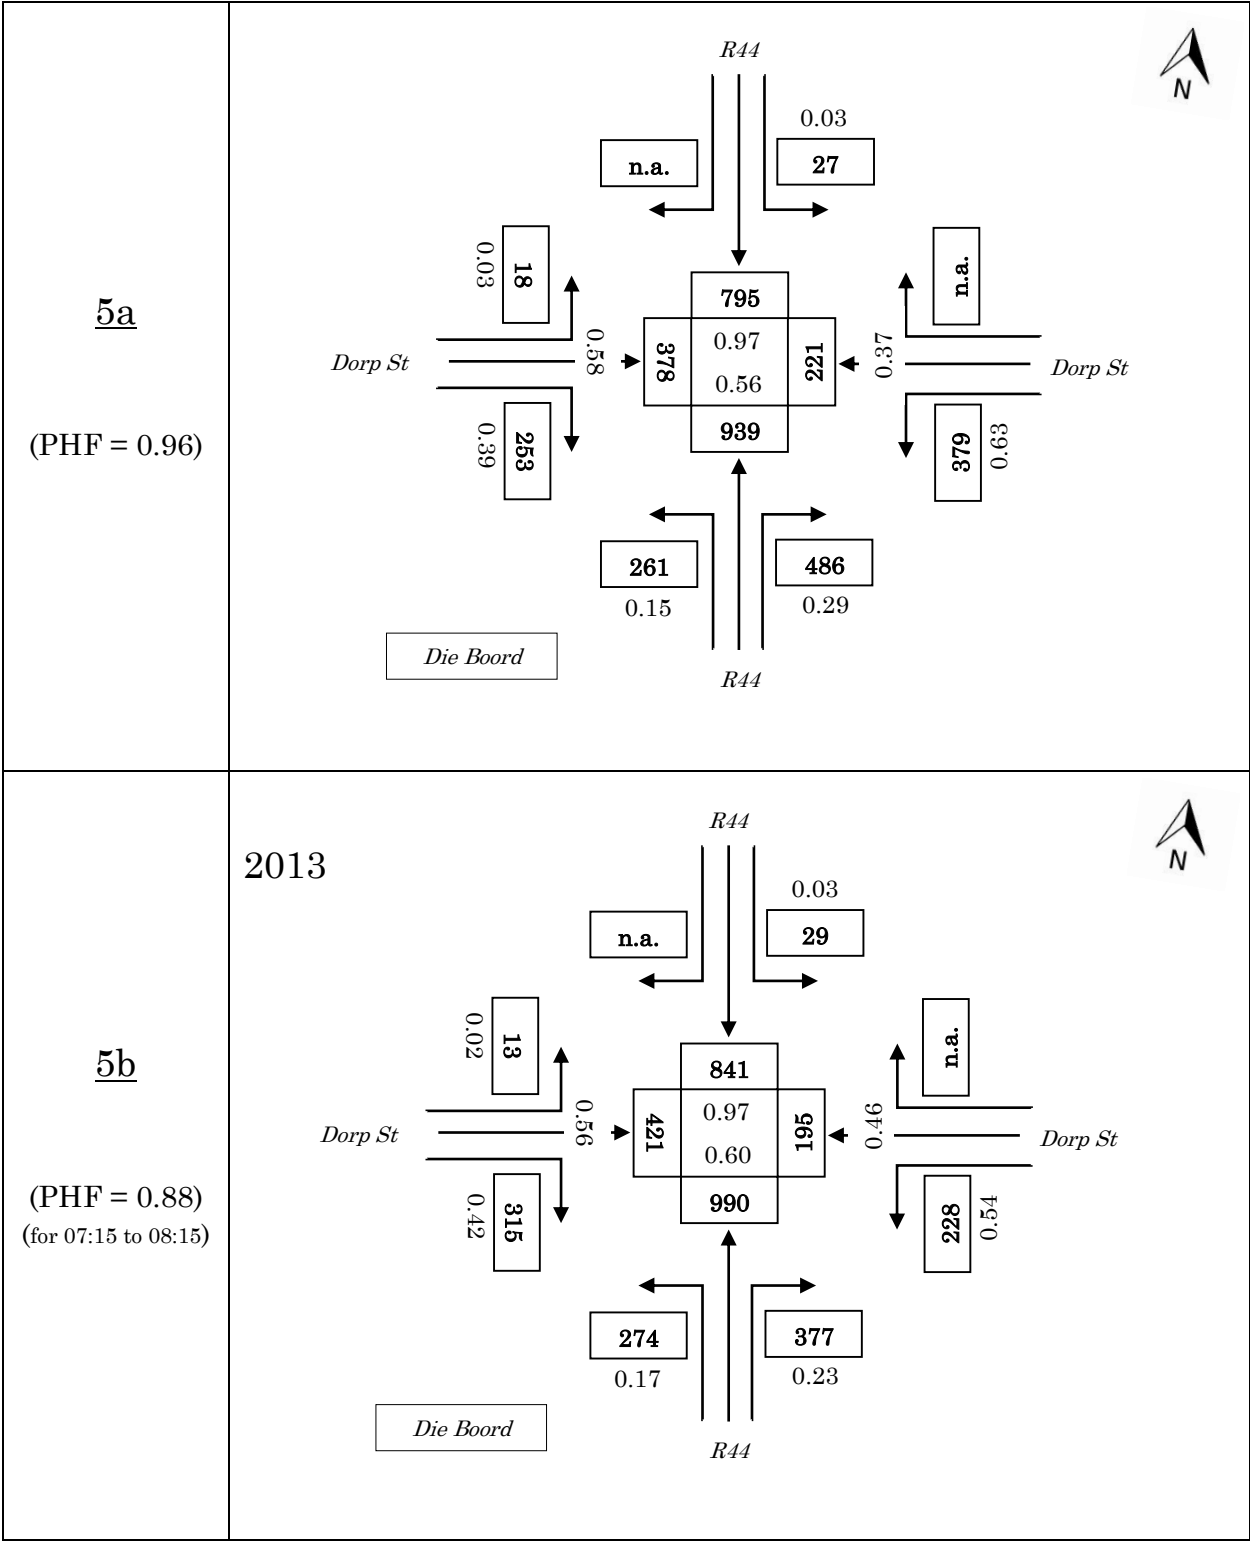 5a
(PHF = 0.96)
R44
N
0.03
n.a.
27
18
0.03
n.a.
795
Dorp St
0.58
378
0.97
0.56
221
0.37
Dorp St
939
253
0.39
379
0.63
261
486
0.15
0.29
Die Boord
R44
5b
(PHF = 0.88)
(for 07:15 to 08:15)
2013
R44
N
0.03
n.a.
29
13
0.02
n.a.
841
Dorp St
0.56
421
0.97
0.60
195
0.46
Dorp St
990
315
0.42
228
0.54
274
377
0.17
0.23
Die Boord
R44